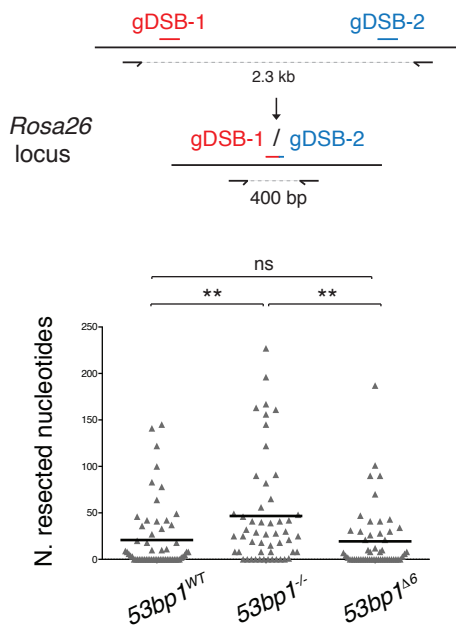 gDSB-1 gDSB-2
2.3 kb
Rosa26
locus
gDSB-1 / gDSB-2
400 bp
ns
** **
N. resected nucleotides
250
200
150
100
50
0
53bp1WT 53bp1-/- 53bp1Δ6